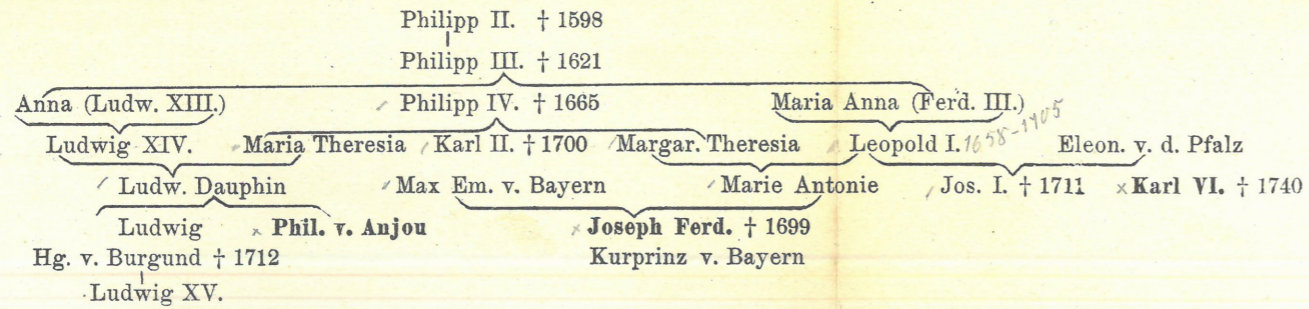 Philipp II. † 1598
Philipp III. † 1621
Anna (Ludw. XIII.) Philipp IV. † 1665 Maria Anna (Ferd. III.)
Ludwig XIV. Maria Theresia Karl II. † 1700 Margar. Theresia Leopold I. 1658-1705 Eleon. v. d. Pfalz
Ludw. Dauphin Max Em. v. Bayern Marie Antonie Jos. I. † 1711 × Karl VI. † 1740
Ludwig × Phil. v. Anjou × Joseph Ferd. † 1699
Hg. v. Burgund † 1712 Kurprinz v. Bayern
Ludwig XV.